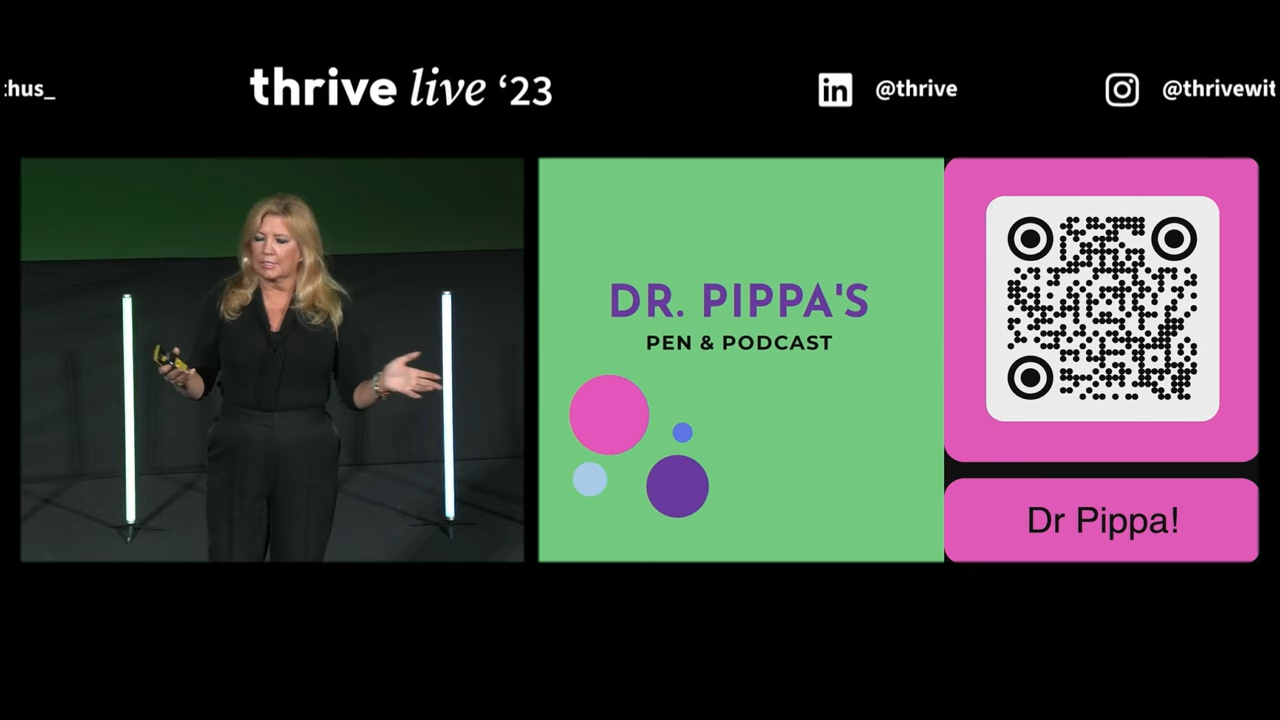 :hus_
thrive live ‘23
@thrive
@thrivewit
DR. PIPPA'S
PEN & PODCAST
Dr Pippa!